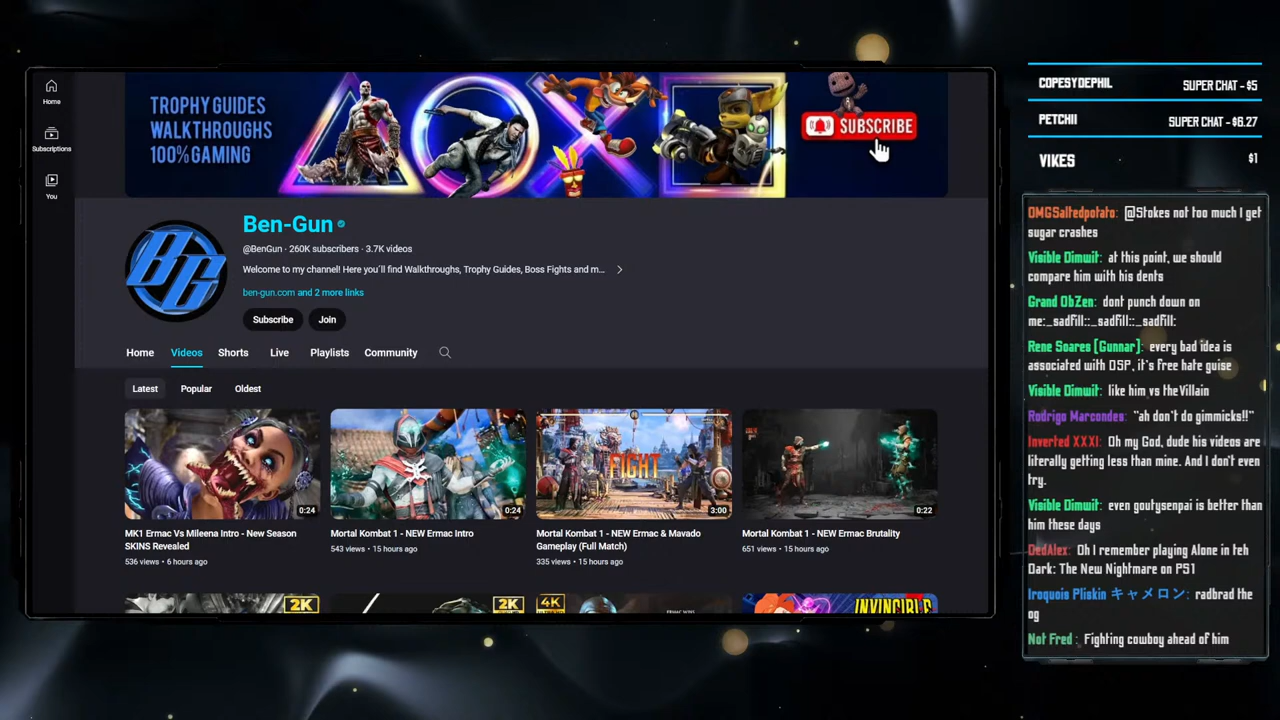 Home
Subscriptions
You
TROPHY GUIDES
WALKTHROUGHS
100% GAMING
SUBSCRIBE
BG
Ben-Gun
@BenGun · 260K subscribers · 3.7K videos
Welcome to my channel! Here you'll find Walkthroughs, Trophy Guides, Boss Fights and m...
ben-gun.com and 2 more links
Subscribe
Join
Home
Videos
Shorts
Live
Playlists
Community
Latest
Popular
Oldest
0:24
MK1 Ermac Vs Mileena Intro - New Season
SKINS Revealed
536 views · 6 hours ago
0:24
Mortal Kombat 1 - NEW Ermac Intro
543 views · 15 hours ago
FIGHT
3:00
Mortal Kombat 1 - NEW Ermac & Mavado
Gameplay (Full Match)
335 views · 15 hours ago
0:22
Mortal Kombat 1 - NEW Ermac Brutality
651 views · 15 hours ago
2K
2K
4K
ERMAC WINS
INVINCIBLE
COPESYDEPHIL SUPER CHAT - $5
PETCHII SUPER CHAT - $6.27
VIKES $1
OMGSaltedpotato: @Stokes not too much I get
sugar crashes
Visible Dimwit: at this point, we should
compare him with his dents
Grand ObZen: dont punch down on
me:_sadfill::_sadfill::_sadfill:
Rene Soares [Gunnar]: every bad idea is
associated with DSP, it's free hate guise
Visible Dimwit: like him vs theVillain
Rodrigo Marcondes: "ah don't do gimmicks!!"
Inverted XXXI: Oh my God, dude his videos are
literally getting less than mine. And I don't even
try.
Visible Dimwit: even goutysenpai is better than
him these days
DedAlex: Oh I remember playing Alone in teh
Dark: The New Nightmare on PS1
Iroquois Pliskin キャメロン: radbrad the
og
Not Fred : Fighting cowboy ahead of him